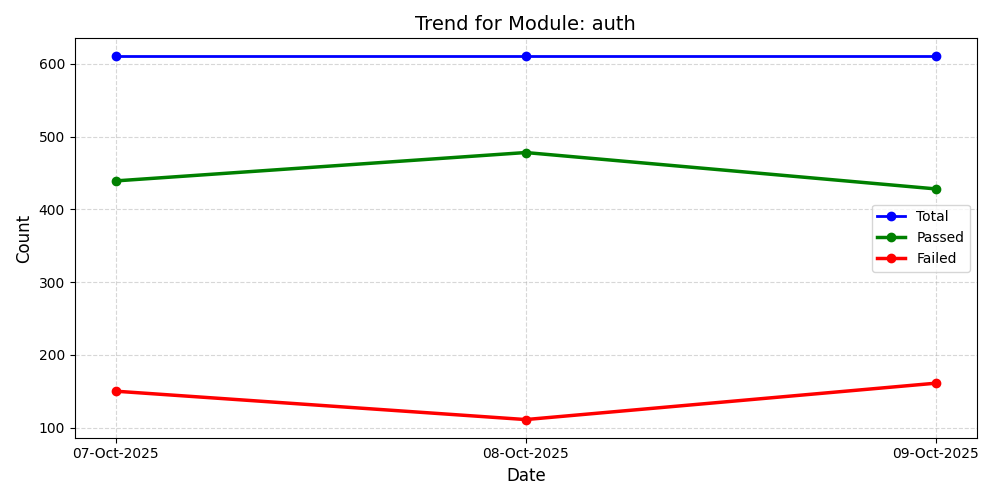 Trend for Module: auth
Count
600
500
400
300
200
100
Total
Passed
Failed
07-Oct-2025 08-Oct-2025 09-Oct-2025
Date